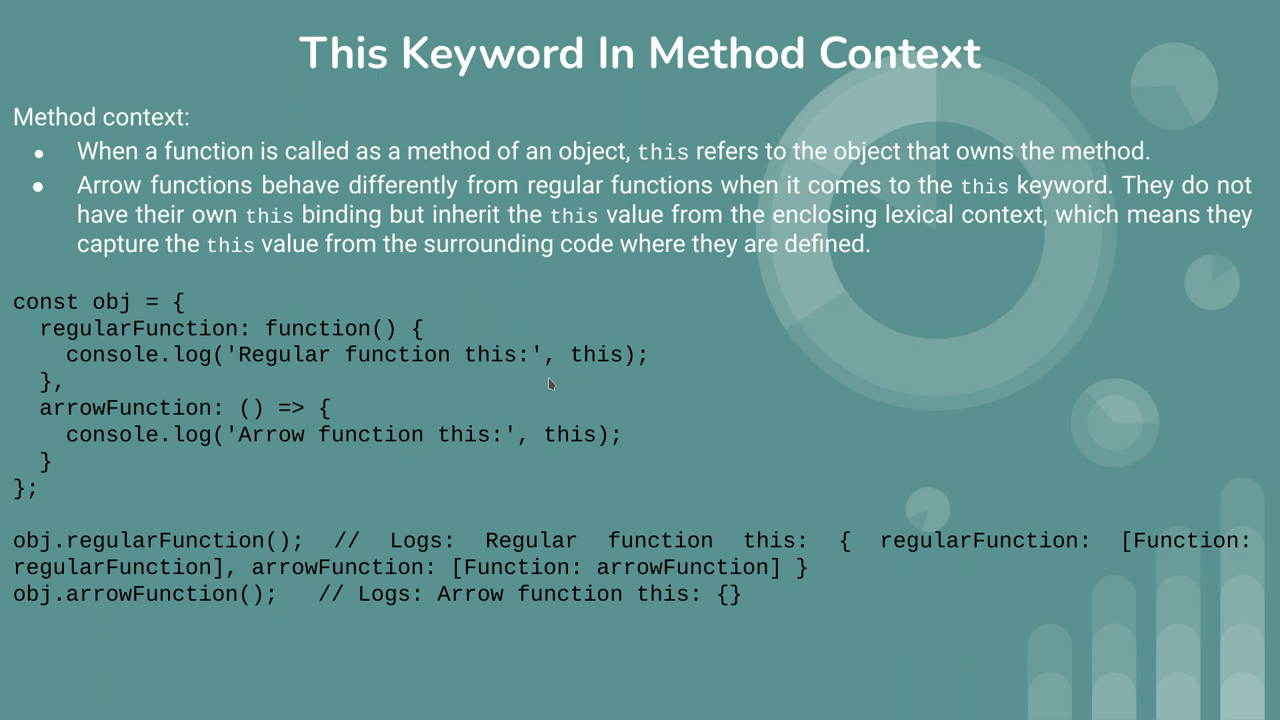 This Keyword In Method Context
Method context:
● When a function is called as a method of an object, this refers to the object that owns the method.
● Arrow functions behave differently from regular functions when it comes to the this keyword. They do not
have their own this binding but inherit the this value from the enclosing lexical context, which means they
capture the this value from the surrounding code where they are defined.
const obj = {
  regularFunction: function() {
    console.log('Regular function this:', this);
  },
  arrowFunction: () => {
    console.log('Arrow function this:', this);
  }
};
obj.regularFunction(); // Logs: Regular function this: { regularFunction: [Function:
regularFunction], arrowFunction: [Function: arrowFunction] }
obj.arrowFunction();   // Logs: Arrow function this: {}